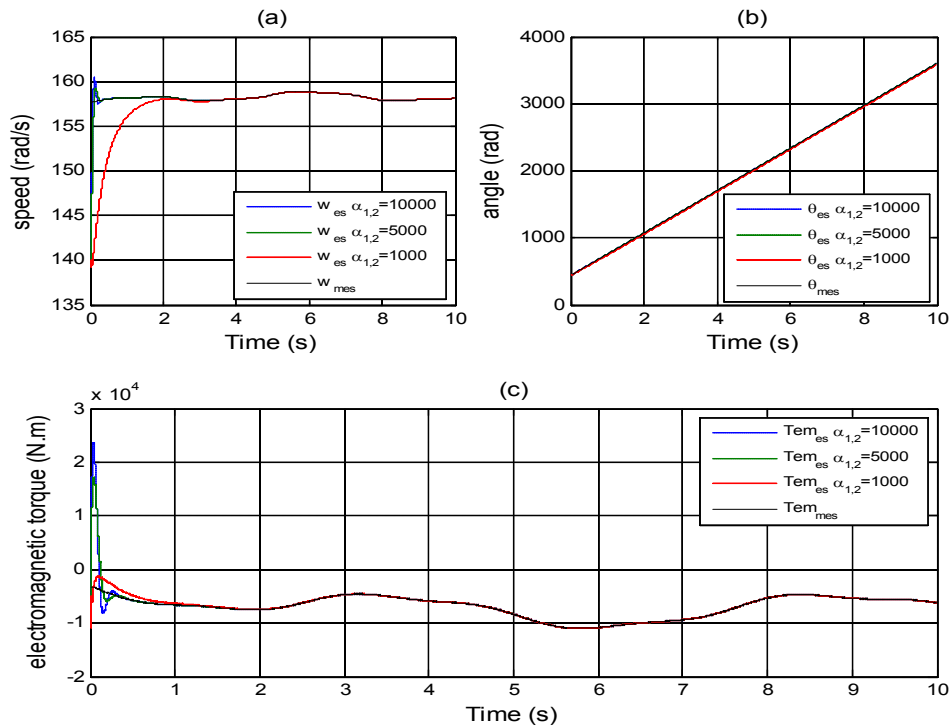 (a)
165
160
155
150
145
140
135
speed (rad/s)
w es α1,2=10000
w es α1,2=5000
w es α1,2=1000
w mes
0 2 4 6 8 10
Time (s)
(b)
4000
3000
2000
1000
0
angle (rad)
θes α1,2=10000
θes α1,2=5000
θes α1,2=1000
θmes
0 2 4 6 8 10
Time (s)
(c)
x 10^4
3
2
1
0
-1
-2
electromagnetic torque (N.m)
Temes α1,2=10000
Temes α1,2=5000
Temes α1,2=1000
Temmes
0 1 2 3 4 5 6 7 8 9 10
Time (s)